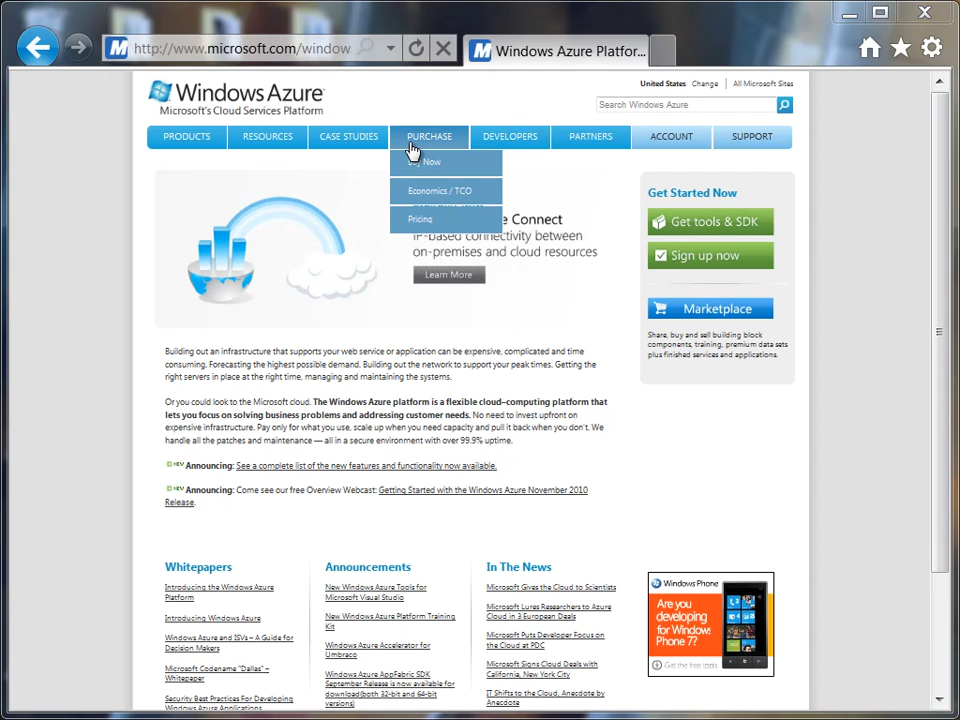 http://www.microsoft.com/window
Windows Azure Platfor...
Windows Azure
Microsoft's Cloud Services Platform
United States Change | All Microsoft Sites
Search Windows Azure
PRODUCTS RESOURCES CASE STUDIES PURCHASE DEVELOPERS PARTNERS ACCOUNT SUPPORT
Now
Economics / TCO
Pricing
Connect
IP-based connectivity between
on-premises and cloud resources
Learn More
Get Started Now
Get tools & SDK
Sign up now
Marketplace
Share, buy and sell building block
components, training, premium data sets
plus finished services and applications.
Building out an infrastructure that supports your web service or application can be expensive, complicated and time
consuming. Forecasting the highest possible demand. Building out the network to support your peak times. Getting the
right servers in place at the right time, managing and maintaining the systems.
Or you could look to the Microsoft cloud. The Windows Azure platform is a flexible cloud–computing platform that
lets you focus on solving business problems and addressing customer needs. No need to invest upfront on
expensive infrastructure. Pay only for what you use, scale up when you need capacity and pull it back when you don't. We
handle all the patches and maintenance — all in a secure environment with over 99.9% uptime.
NEW Announcing: See a complete list of the new features and functionality now available.
NEW Announcing: Come see our free Overview Webcast: Getting Started with the Windows Azure November 2010
Release.
Whitepapers
Introducing the Windows Azure
Platform
Introducing Windows Azure
Windows Azure and ISVs – A Guide for
Decision Makers
Microsoft Codename "Dallas" –
Whitepaper
Security Best Practices For Developing
Windows Azure Applications
Announcements
New Windows Azure Tools for
Microsoft Visual Studio
New Windows Azure Platform Training
Kit
Windows Azure Accelerator for
Umbraco
Windows Azure AppFabric SDK
September Release is now available for
download(both 32-bit and 64-bit
versions)
In The News
Microsoft Gives the Cloud to Scientists
Microsoft Lures Researchers to Azure
Cloud in 3 European Deals
Microsoft Puts Developer Focus on
the Cloud at PDC
Microsoft Signs Cloud Deals with
California, New York City
IT Shifts to the Cloud, Anecdote by
Anecdote
Windows Phone
Are you
developing
for Windows
Phone 7?
Get the free tools